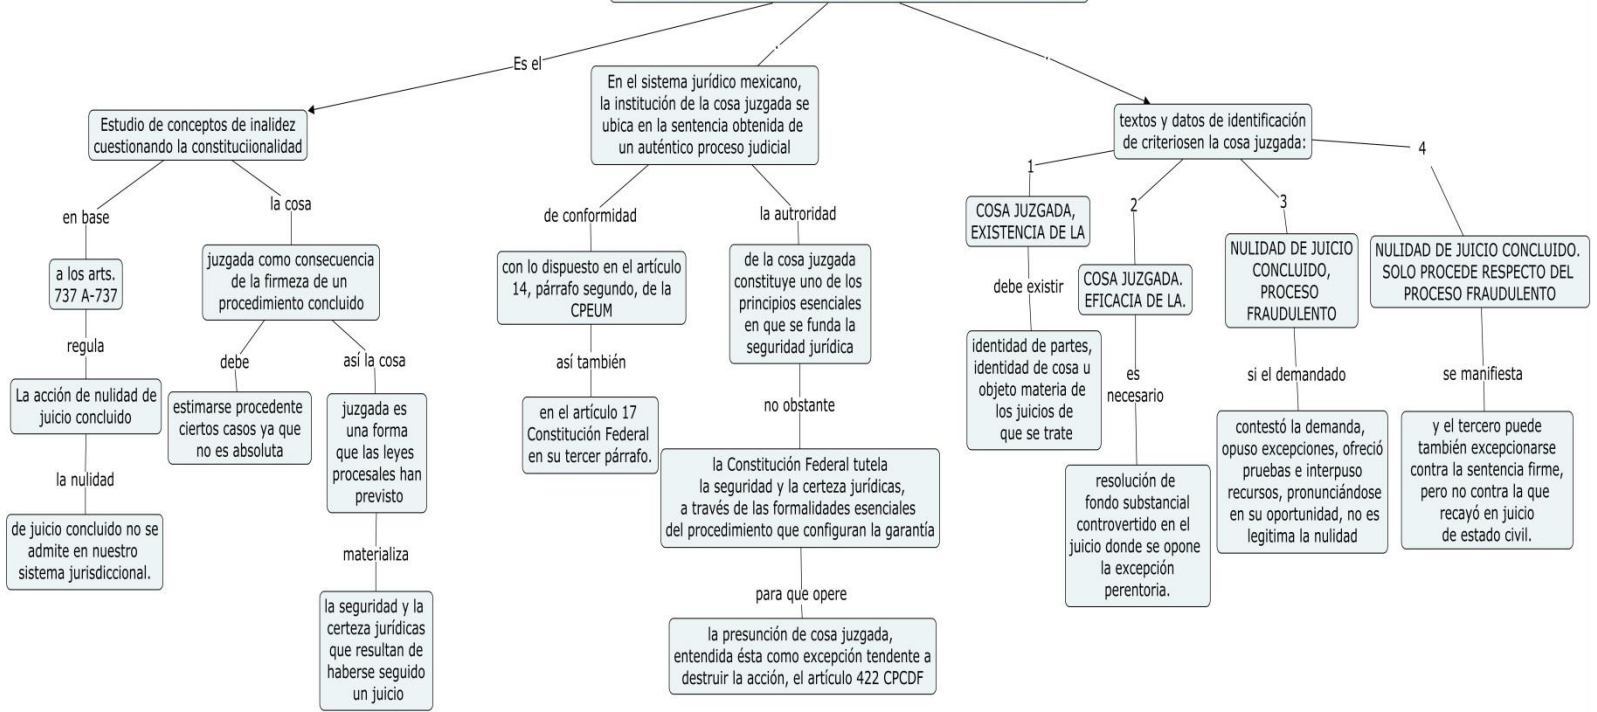 Es el
Estudio de conceptos de inalidez
cuestionando la constituciionalidad
en base
a los arts.
737 A-737
regula
La acción de nulidad de
juicio concluido
la nulidad
de juicio concluido no se
admite en nuestro
sistema jurisdiccional.
la cosa
juzgada como consecuencia
de la firmeza de un
procedimiento concluido
debe
estimarse procedente
ciertos casos ya que
no es absoluta
así la cosa
juzgada es
una forma
que las leyes
procesales han
previsto
materializa
la seguridad y la
certeza jurídicas
que resultan de
haberse seguido
un juicio
En el sistema jurídico mexicano,
la institución de la cosa juzgada se
ubica en la sentencia obtenida de
un auténtico proceso judicial
de conformidad
con lo dispuesto en el artículo
14, párrafo segundo, de la
CPEUM
así también
en el artículo 17
Constitución Federal
en su tercer párrafo.
la autroridad
de la cosa juzgada
constituye uno de los
principios esenciales
en que se funda la
seguridad jurídica
no obstante
la Constitución Federal tutela
la seguridad y la certeza jurídicas,
a través de las formalidades esenciales
del procedimiento que configuran la garantía
para que opere
la presunción de cosa juzgada,
entendida ésta como excepción tendente a
destruir la acción, el artículo 422 CPCDF
textos y datos de identificación
de criteriosen la cosa juzgada:
1
COSA JUZGADA,
EXISTENCIA DE LA
debe existir
identidad de partes,
identidad de cosa u
objeto materia de
los juicios de
que se trate
2
COSA JUZGADA.
EFICACIA DE LA.
es
necesario
resolución de
fondo substancial
controvertido en el
juicio donde se opone
la excepción
perentoria.
3
NULIDAD DE JUICIO
CONCLUIDO,
PROCESO
FRAUDULENTO
si el demandado
contestó la demanda,
opuso excepciones, ofreció
pruebas e interpuso
recursos, pronunciándose
en su oportunidad, no es
legitima la nulidad
4
NULIDAD DE JUICIO CONCLUIDO.
SOLO PROCEDE RESPECTO DEL
PROCESO FRAUDULENTO
se manifiesta
y el tercero puede
también excepcionarse
contra la sentencia firme,
pero no contra la que
recayó en juicio
de estado civil.